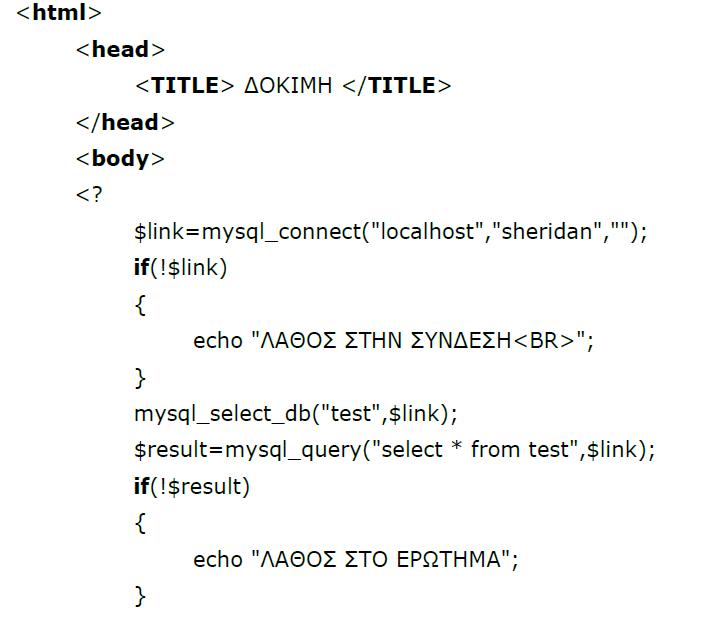 <html>
<head>
<TITLE> ΔΟΚΙΜΗ </TITLE>
</head>
<body>
<?
$link=mysql_connect("localhost","sheridan","");
if(!$link)
{
echo "ΛΑΘΟΣ ΣΤΗΝ ΣΥΝΔΕΣΗ<BR>";
}
mysql_select_db("test",$link);
$result=mysql_query("select * from test",$link);
if(!$result)
{
echo "ΛΑΘΟΣ ΣΤΟ ΕΡΩΤΗΜΑ";
}